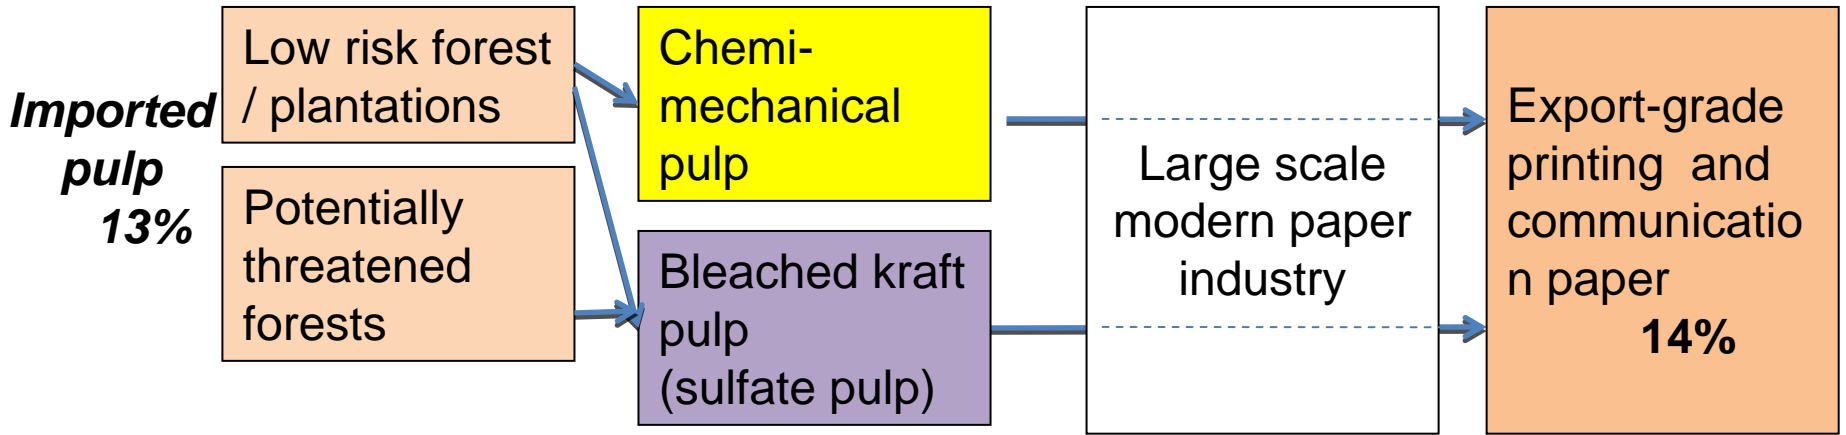 Imported
pulp
13%
Low risk forest
/ plantations
Potentially
threatened
forests
Chemi-
mechanical
pulp
Bleached kraft
pulp
(sulfate pulp)
Large scale
modern paper
industry
Export-grade
printing and
communicatio
n paper
14%